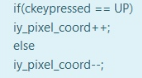 if(ckeypressed == UP)
iy_pixel_coord++;
else
iy_pixel_coord--;